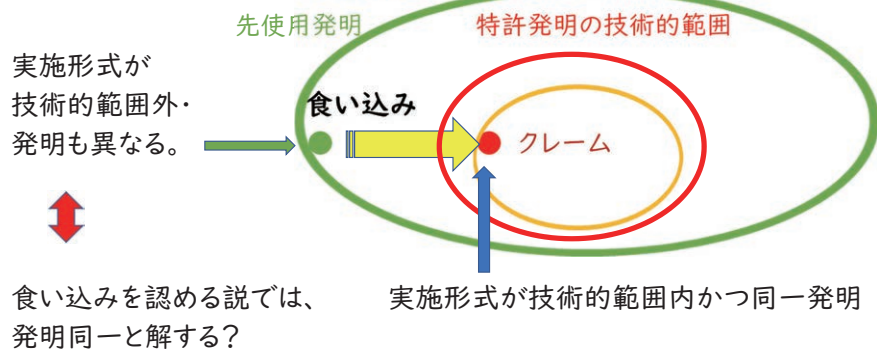 先使用発明
特許発明の技術的範囲
実施形式が
技術的範囲外・
発明も異なる。
食い込み
クレーム
食い込みを認める説では、
発明同一と解する?
実施形式が技術的範囲内かつ同一発明